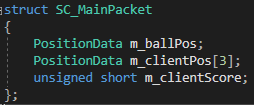 struct SC_MainPacket
{
PositionData m_ballPos;
PositionData m_clientPos[3];
unsigned short m_clientScore;
};